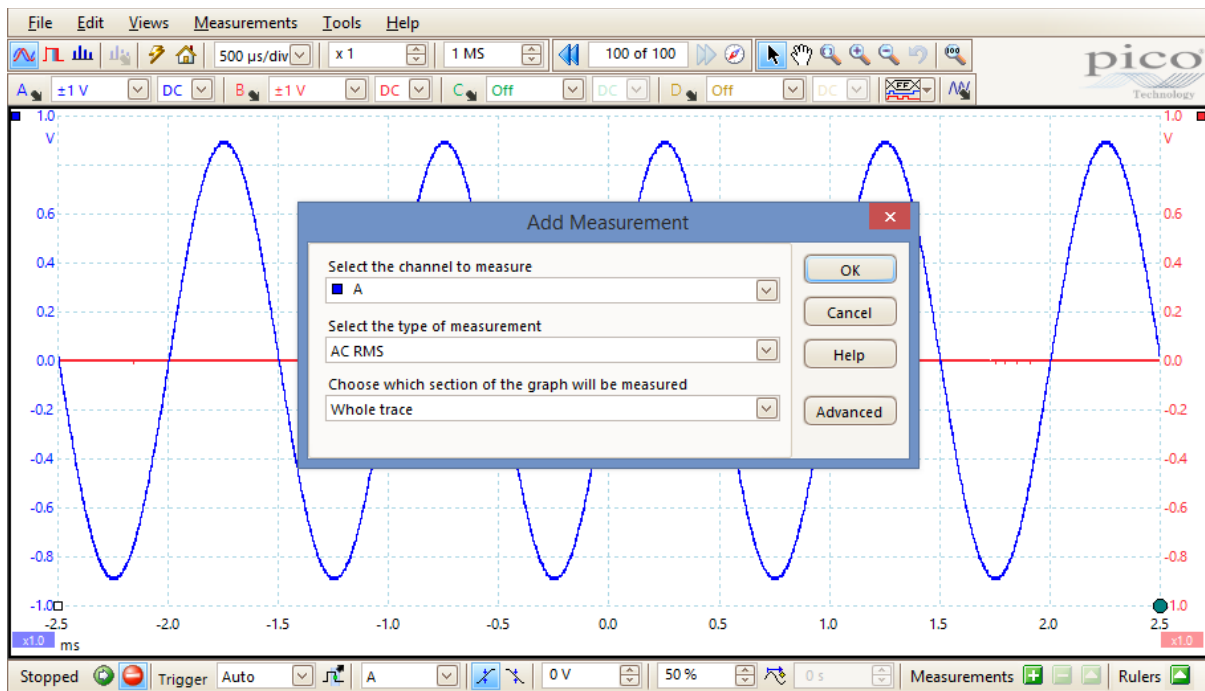 File Edit Views Measurements Tools Help
500 µs/div x 1 1 MS 100 of 100
pico
Technology
A ±1 V DC B ±1 V DC C Off DC D Off DC
1.0 1.0
V V
0.6 0.6
0.4 0.4
0.2 0.2
0.0 0.0
-0.2 -0.2
-0.4 -0.4
-0.6 -0.6
-0.8 -0.8
-1.0 -1.0
Add Measurement
Select the channel to measure
A
Select the type of measurement
AC RMS
Choose which section of the graph will be measured
Whole trace
OK
Cancel
Help
Advanced
-2.5 -2.0 -1.5 -1.0 -0.5 0.0 0.5 1.0 1.5 2.0 2.5
x1.0 ms x1.0
Stopped Trigger Auto A 0 V 50 % 0 s Measurements Rulers